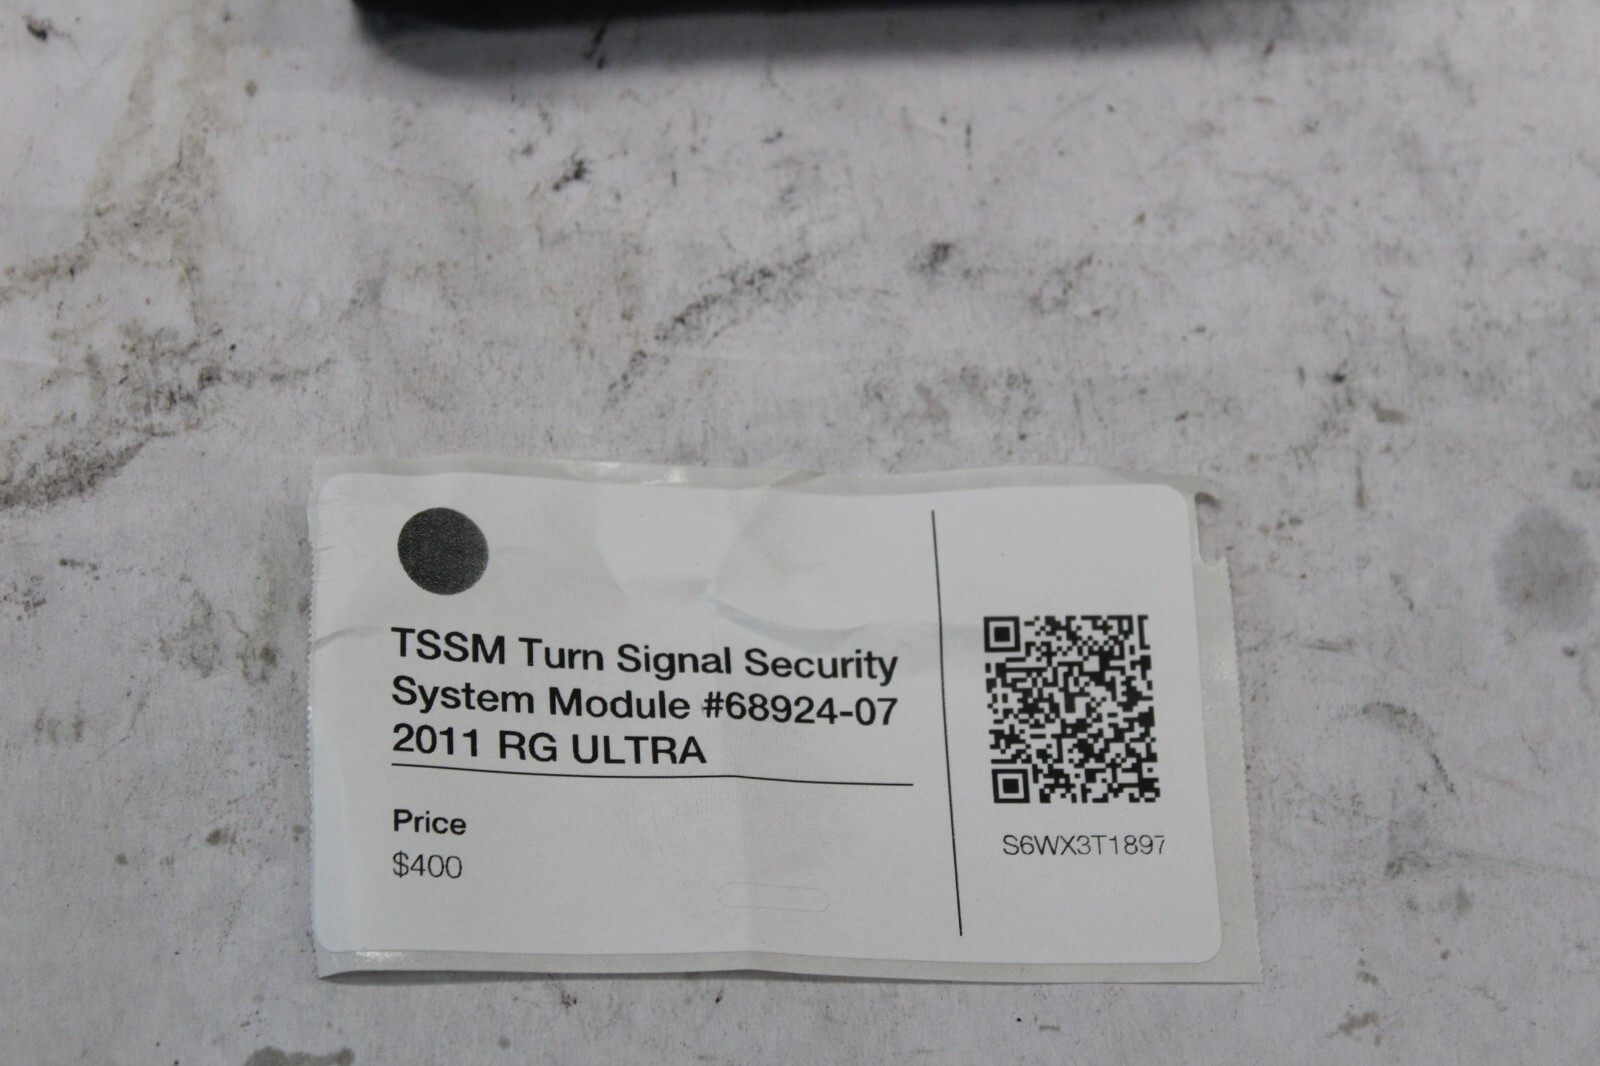 TSSM Turn Signal Security
System Module #68924-07
2011 RG ULTRA
Price
$400
S6WX3T1897